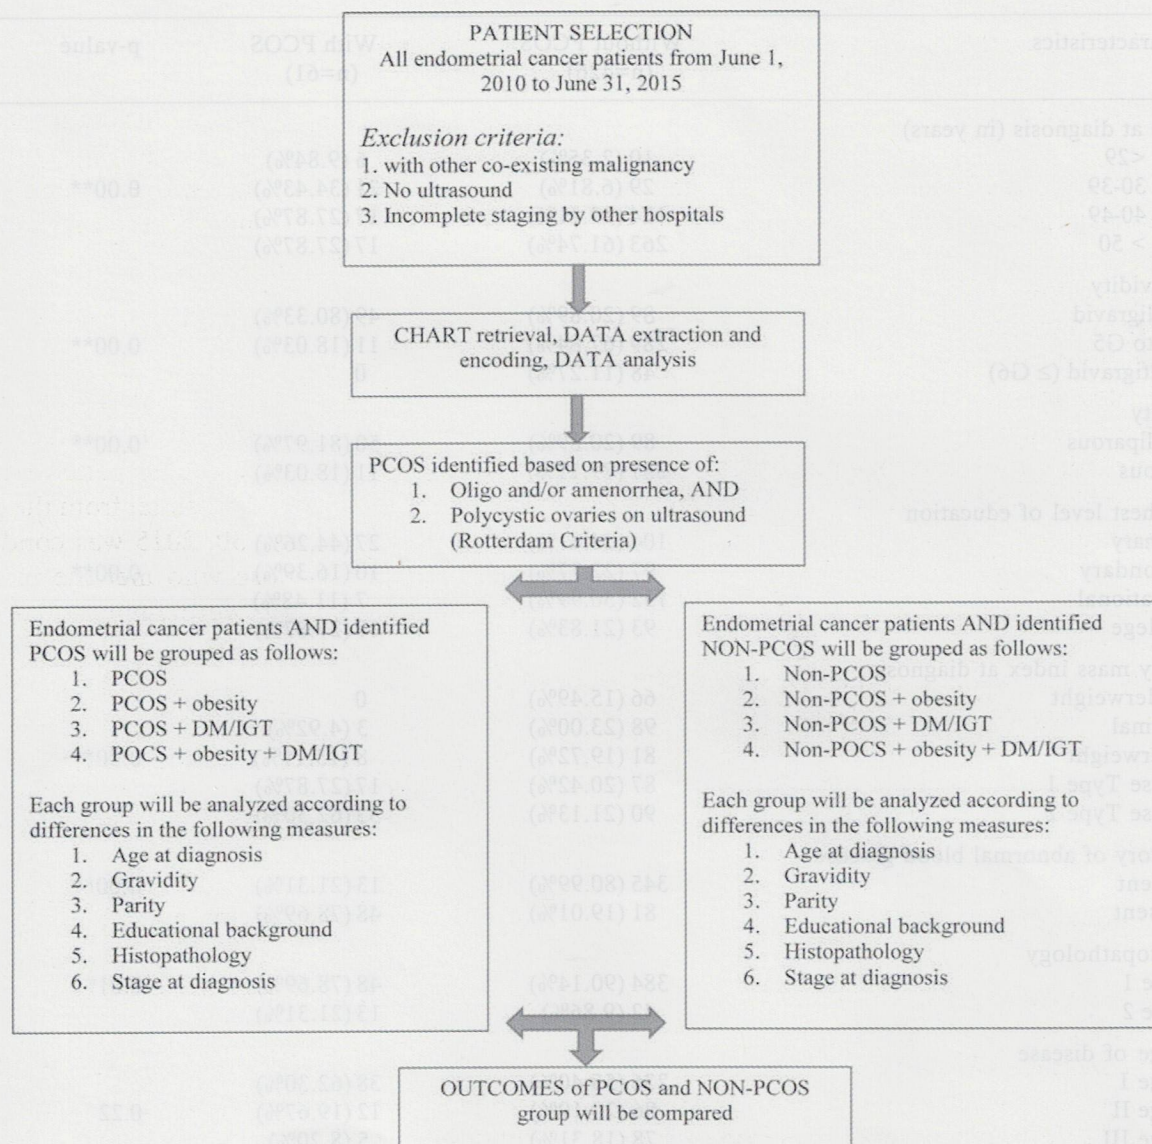 PATIENT SELECTION
All endometrial cancer patients from June 1,
2010 to June 31, 2015
Exclusion criteria:
1. with other co-existing malignancy
2. No ultrasound
3. Incomplete staging by other hospitals
CHART retrieval, DATA extraction and
encoding, DATA analysis
PCOS identified based on presence of:
1. Oligo and/or amenorrhea, AND
2. Polycystic ovaries on ultrasound
(Rotterdam Criteria)
Endometrial cancer patients AND identified
PCOS will be grouped as follows:
1. PCOS
2. PCOS + obesity
3. PCOS + DM/IGT
4. POCS + obesity + DM/IGT
Each group will be analyzed according to
differences in the following measures:
1. Age at diagnosis
2. Gravidity
3. Parity
4. Educational background
5. Histopathology
6. Stage at diagnosis
Endometrial cancer patients AND identified
NON-PCOS will be grouped as follows:
1. Non-PCOS
2. Non-PCOS + obesity
3. Non-PCOS + DM/IGT
4. Non-POCS + obesity + DM/IGT
Each group will be analyzed according to
differences in the following measures:
1. Age at diagnosis
2. Gravidity
3. Parity
4. Educational background
5. Histopathology
6. Stage at diagnosis
OUTCOMES of PCOS and NON-PCOS
group will be compared